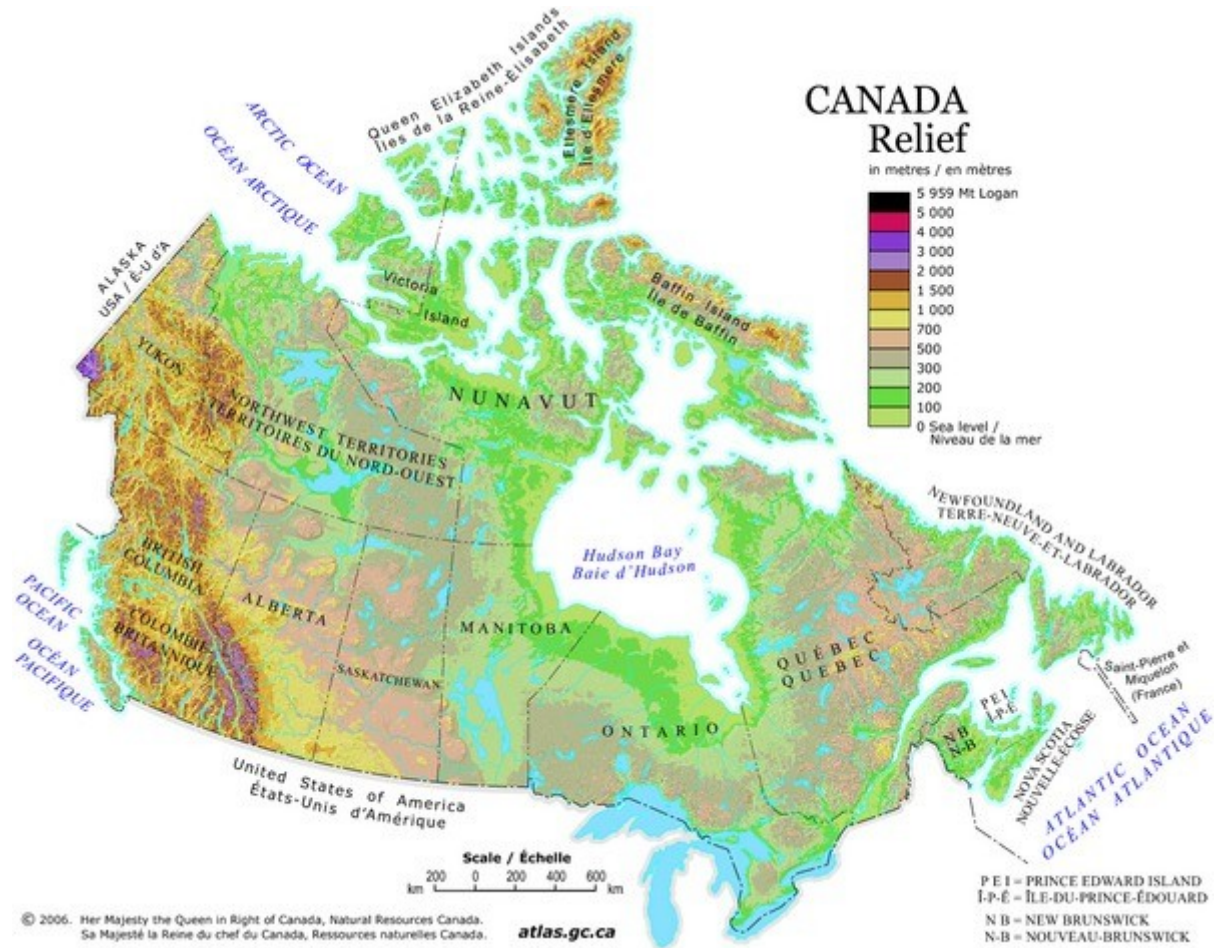 CANADA
Relief
in metres / en mètres
5 959 Mt Logan
5 000
4 000
3 000
2 000
1 500
1 000
700
500
300
200
100
0 Sea level /
Niveau de la mer
Queen Elizabeth Islands
Îles de la Reine-Élisabeth
Ellesmere Island
Île d'Ellesmere
ARCTIC OCEAN
OCÉAN ARCTIQUE
ALASKA
USA / É-U d'A
Victoria
Island
Baffin Island
Île de Baffin
YUKON
NUNAVUT
NORTHWEST TERRITORIES
TERRITOIRES DU NORD-OUEST
NEWFOUNDLAND AND LABRADOR
TERRE-NEUVE-ET-LABRADOR
Hudson Bay
Baie d'Hudson
PACIFIC
OCEAN
OCÉAN
PACIFIQUE
BRITISH
COLUMBIA
COLOMBIE-
BRITANNIQUE
ALBERTA
SASKATCHEWAN
MANITOBA
ONTARIO
QUÉBEC
QUEBEC
Saint-Pierre et
Miquelon
(France)
P E I
Î-P-É
N B
N-B
NOVA SCOTIA
NOUVELLE-ÉCOSSE
ATLANTIC OCEAN
OCÉAN ATLANTIQUE
United States of America
États-Unis d'Amérique
Scale / Échelle
200 0 200 400 600
km km
P E I = PRINCE EDWARD ISLAND
Î-P-É = ÎLE-DU-PRINCE-ÉDOUARD
N B = NEW BRUNSWICK
N-B = NOUVEAU-BRUNSWICK
© 2006. Her Majesty the Queen in Right of Canada, Natural Resources Canada.
Sa Majesté la Reine du chef du Canada, Ressources naturelles Canada.
atlas.gc.ca